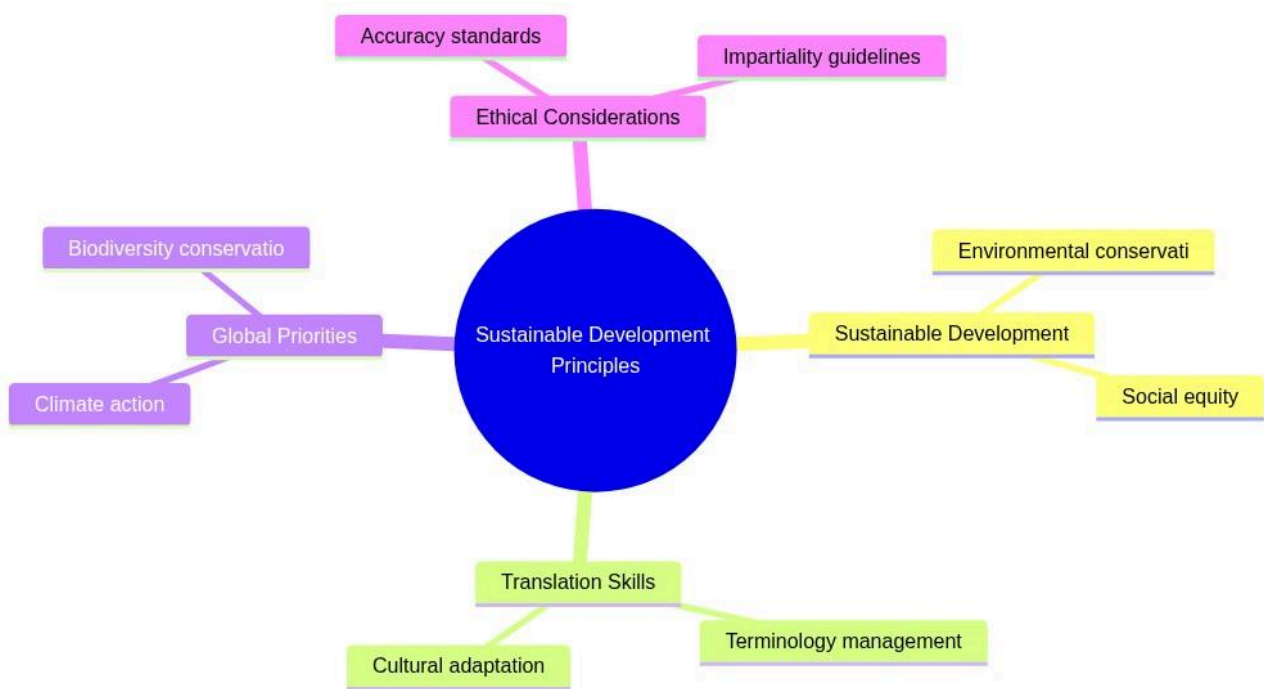 Accuracy standards
Impartiality guidelines
Ethical Considerations
Biodiversity conservatio
Environmental conservati
Global Priorities
Sustainable Development
Principles
Sustainable Development
Climate action
Social equity
Translation Skills
Terminology management
Cultural adaptation